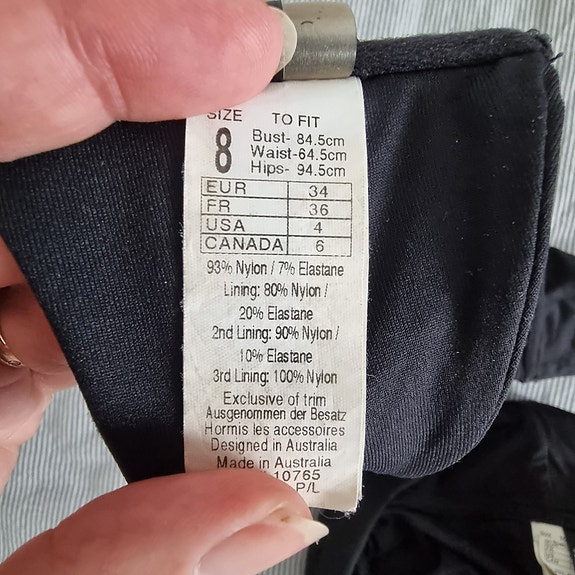 SIZE TO FIT
8 Bust- 84.5cm
Waist-64.5cm
Hips- 94.5cm
EUR 34
FR 36
USA 4
CANADA 6
93% Nylon / 7% Elastane
Lining: 80% Nylon /
20% Elastane
2nd Lining: 90% Nylon /
10% Elastane
3rd Lining: 100% Nylon
Exclusive of trim
Ausgenommen der Besatz
Hormis les accessoires
Designed in Australia
Made in Australia
10765
P/L